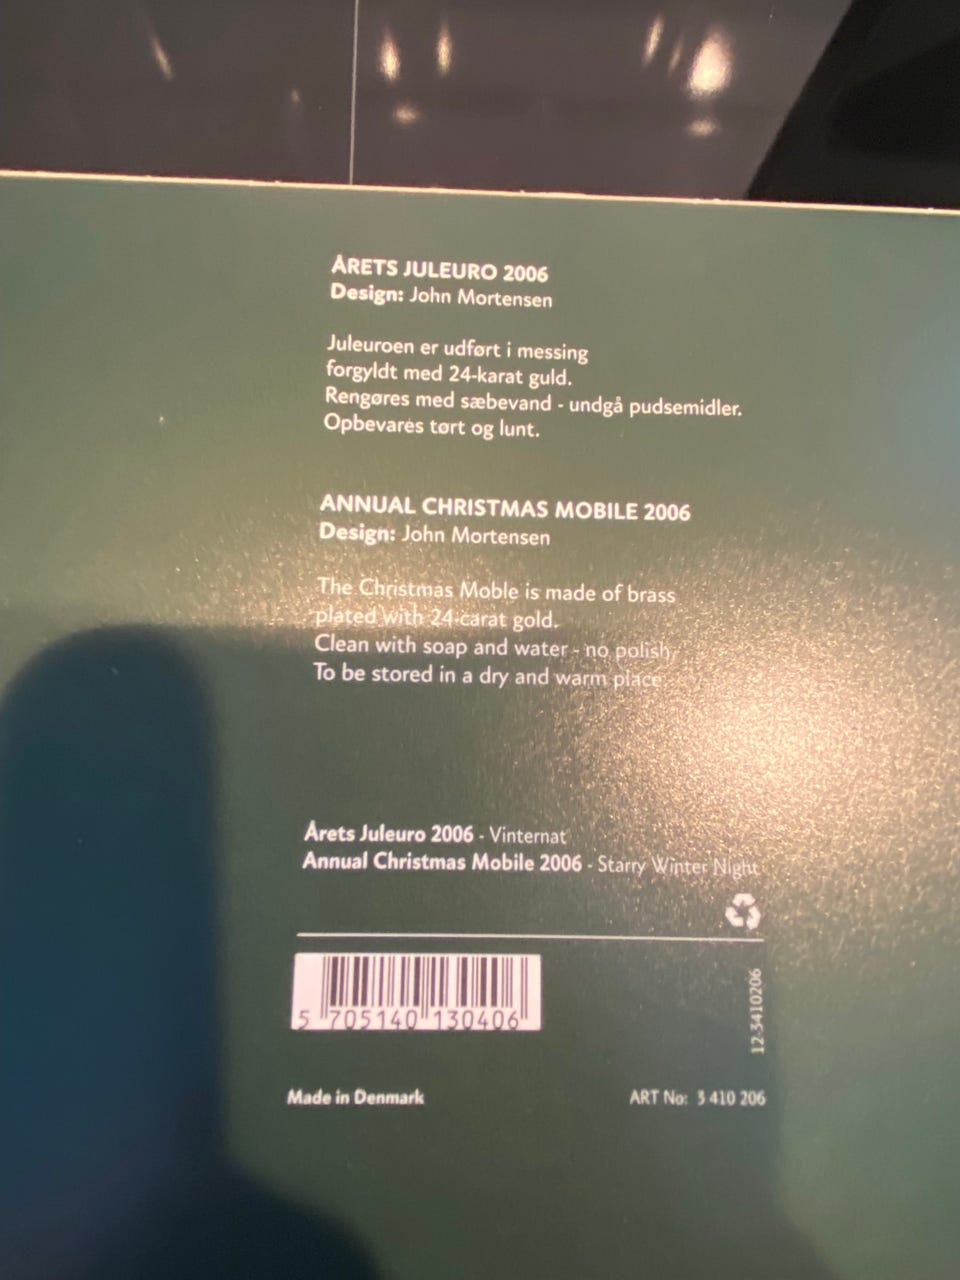 ÅRETS JULEURO 2006
Design: John Mortensen
Juleuroen er udført i messing
forgyldt med 24-karat guld.
Rengøres med sæbevand - undgå pudsemidler.
Opbevares tørt og lunt.
ANNUAL CHRISTMAS MOBILE 2006
Design: John Mortensen
The Christmas Moble is made of brass
plated with 24-carat gold.
Clean with soap and water - no polish.
To be stored in a dry and warm place.
Årets Juleuro 2006 - Vinternat
Annual Christmas Mobile 2006 - Starry Winter Night
5 705140 130406
12-3410206
Made in Denmark
ART No: 3 410 206